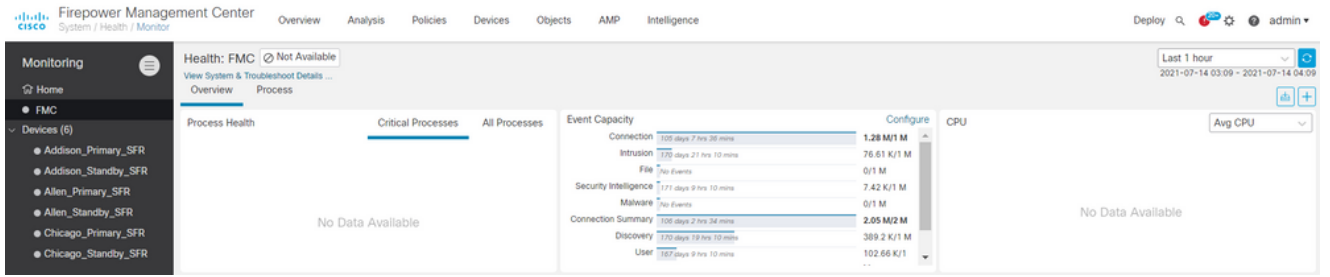 cisco
Firepower Management Center
System / Health / Monitor
Overview Analysis Policies Devices Objects AMP Intelligence
Deploy 20+ admin
Monitoring
Home
FMC
Devices (6)
Addison_Primary_SFR
Addison_Standby_SFR
Allen_Primary_SFR
Allen_Standby_SFR
Chicago_Primary_SFR
Chicago_Standby_SFR
Health: FMC Not Available
View System & Troubleshoot Details ...
Overview Process
Last 1 hour
2021-07-14 03:09 - 2021-07-14 04:09
Process Health Critical Processes All Processes
No Data Available
Event Capacity Configure
Connection 105 days 7 hrs 38 mins 1.28 M/1 M
Intrusion 170 days 21 hrs 10 mins 76.61 K/1 M
File No Events 0/1 M
Security Intelligence 171 days 9 hrs 10 mins 7.42 K/1 M
Malware No Events 0/1 M
Connection Summary 106 days 2 hrs 34 mins 2.05 M/2 M
Discovery 170 days 19 hrs 10 mins 389.2 K/1 M
User 167 days 9 hrs 10 mins 102.66 K/1
CPU Avg CPU
No Data Available